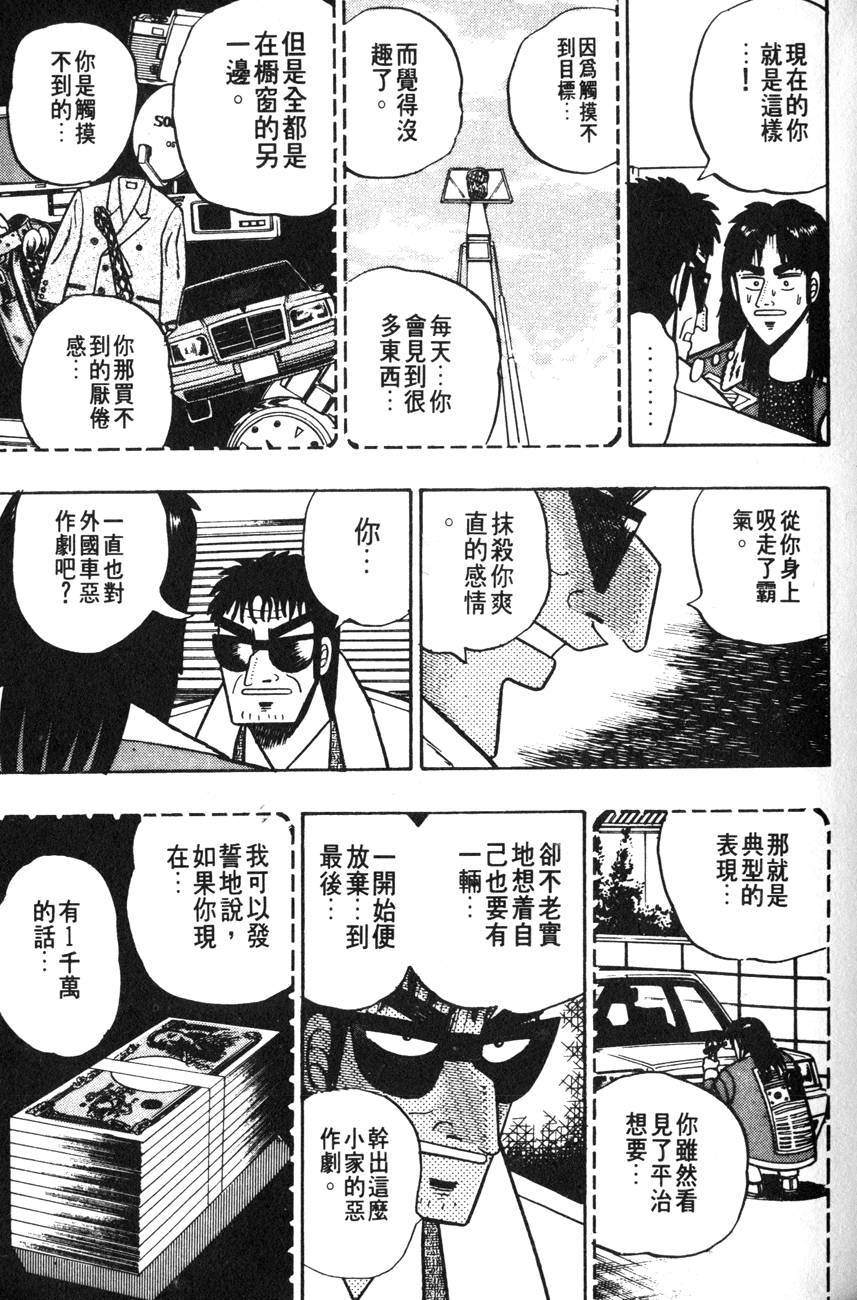 現在的你
就是這樣
…!
………
因爲觸摸不
到目標…
而覺得沒
趣了。
每天…你
會見到很
多東西…
但是全都是
在櫥窗的另
一邊。
你是觸摸
不到的…
SO
你那買不
到的厭倦
感…
從你身上
吸走了霸
氣。
抹殺你爽
直的感情
。
你…
一直也對
外國車惡
作劇吧?
那就是
典型的
表現…
你雖然看
見了平治
想要…
卻不老實
地想着自
己也要有
一輛…
一開始便
放棄…到
最後…
幹出這麼
小家的惡
作劇。
我可以發
誓地說，
如果你現
在…
有1千萬
的話…